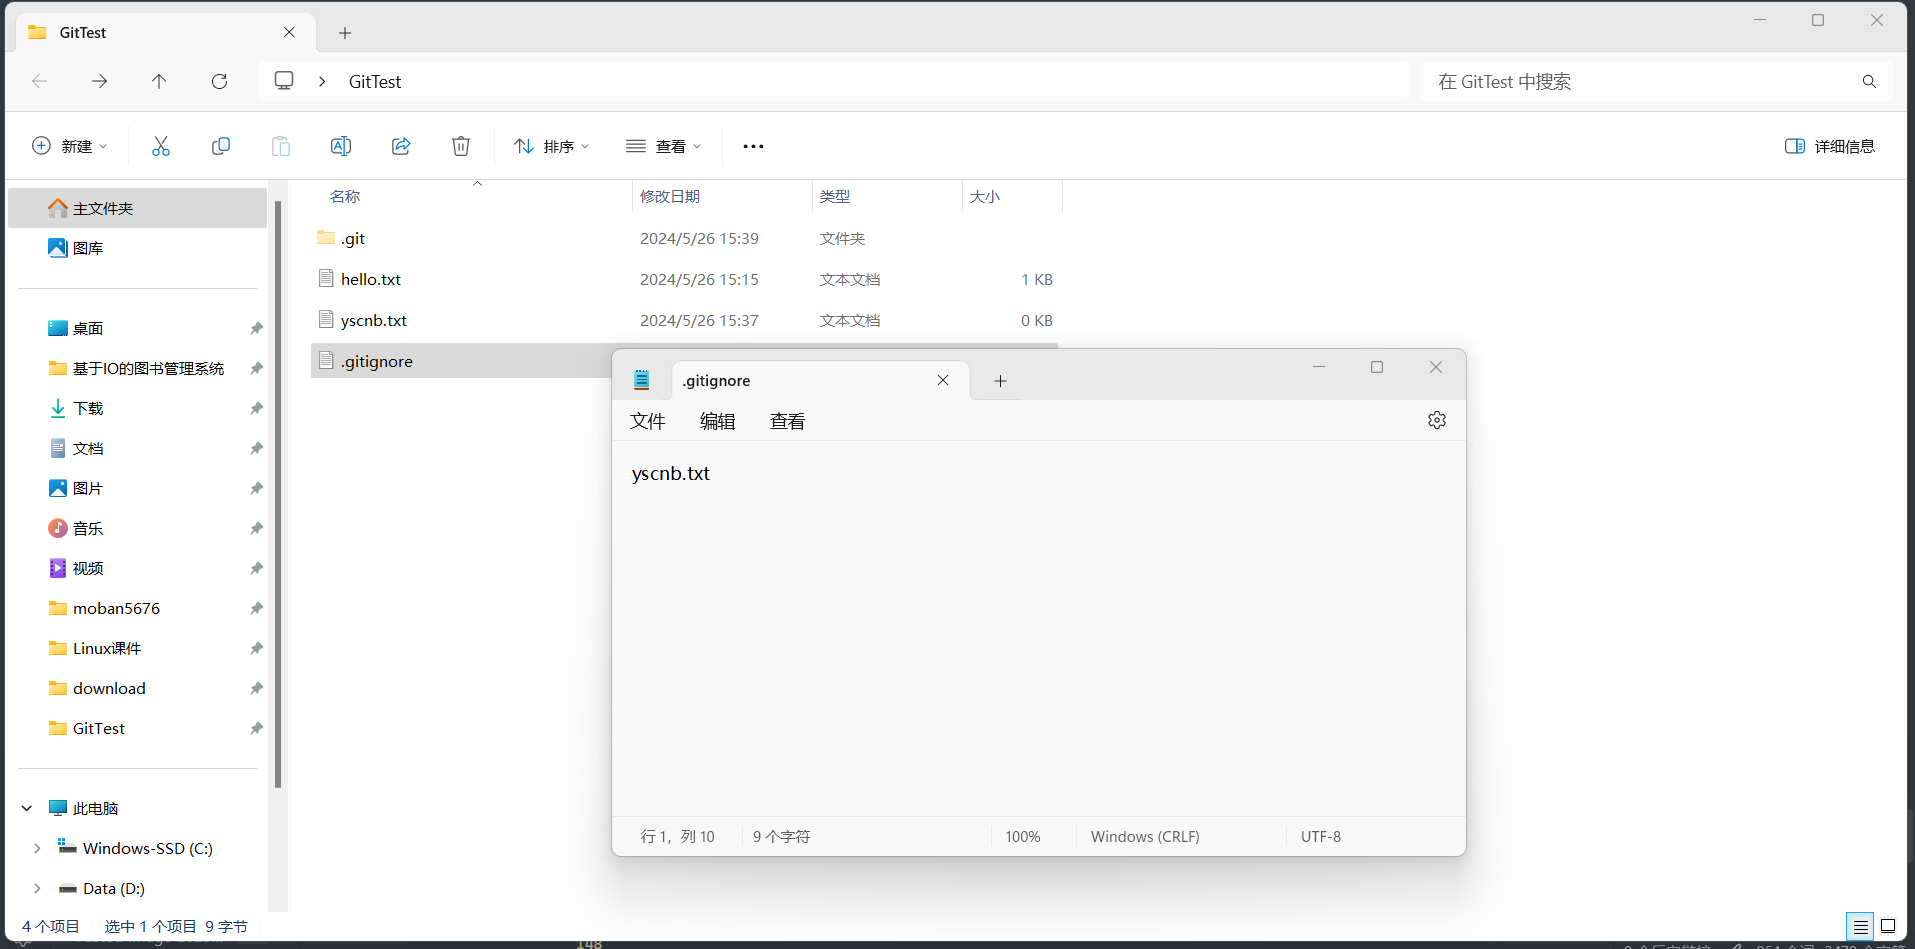 GitTest
GitTest
在 GitTest 中搜索
新建
排序
查看
详细信息
名称
修改日期
类型
大小
主文件夹
图库
桌面
基于IO的图书管理系统
下载
文档
图片
音乐
视频
moban5676
Linux课件
download
GitTest
此电脑
Windows-SSD (C:)
Data (D:)
.git 2024/5/26 15:39 文件夹
hello.txt 2024/5/26 15:15 文本文档 1 KB
yscnb.txt 2024/5/26 15:37 文本文档 0 KB
.gitignore
.gitignore
文件 编辑 查看
yscnb.txt
行 1, 列 10
9 个字符
100%
Windows (CRLF)
UTF-8
4 个项目 选中 1 个项目 9 字节
148